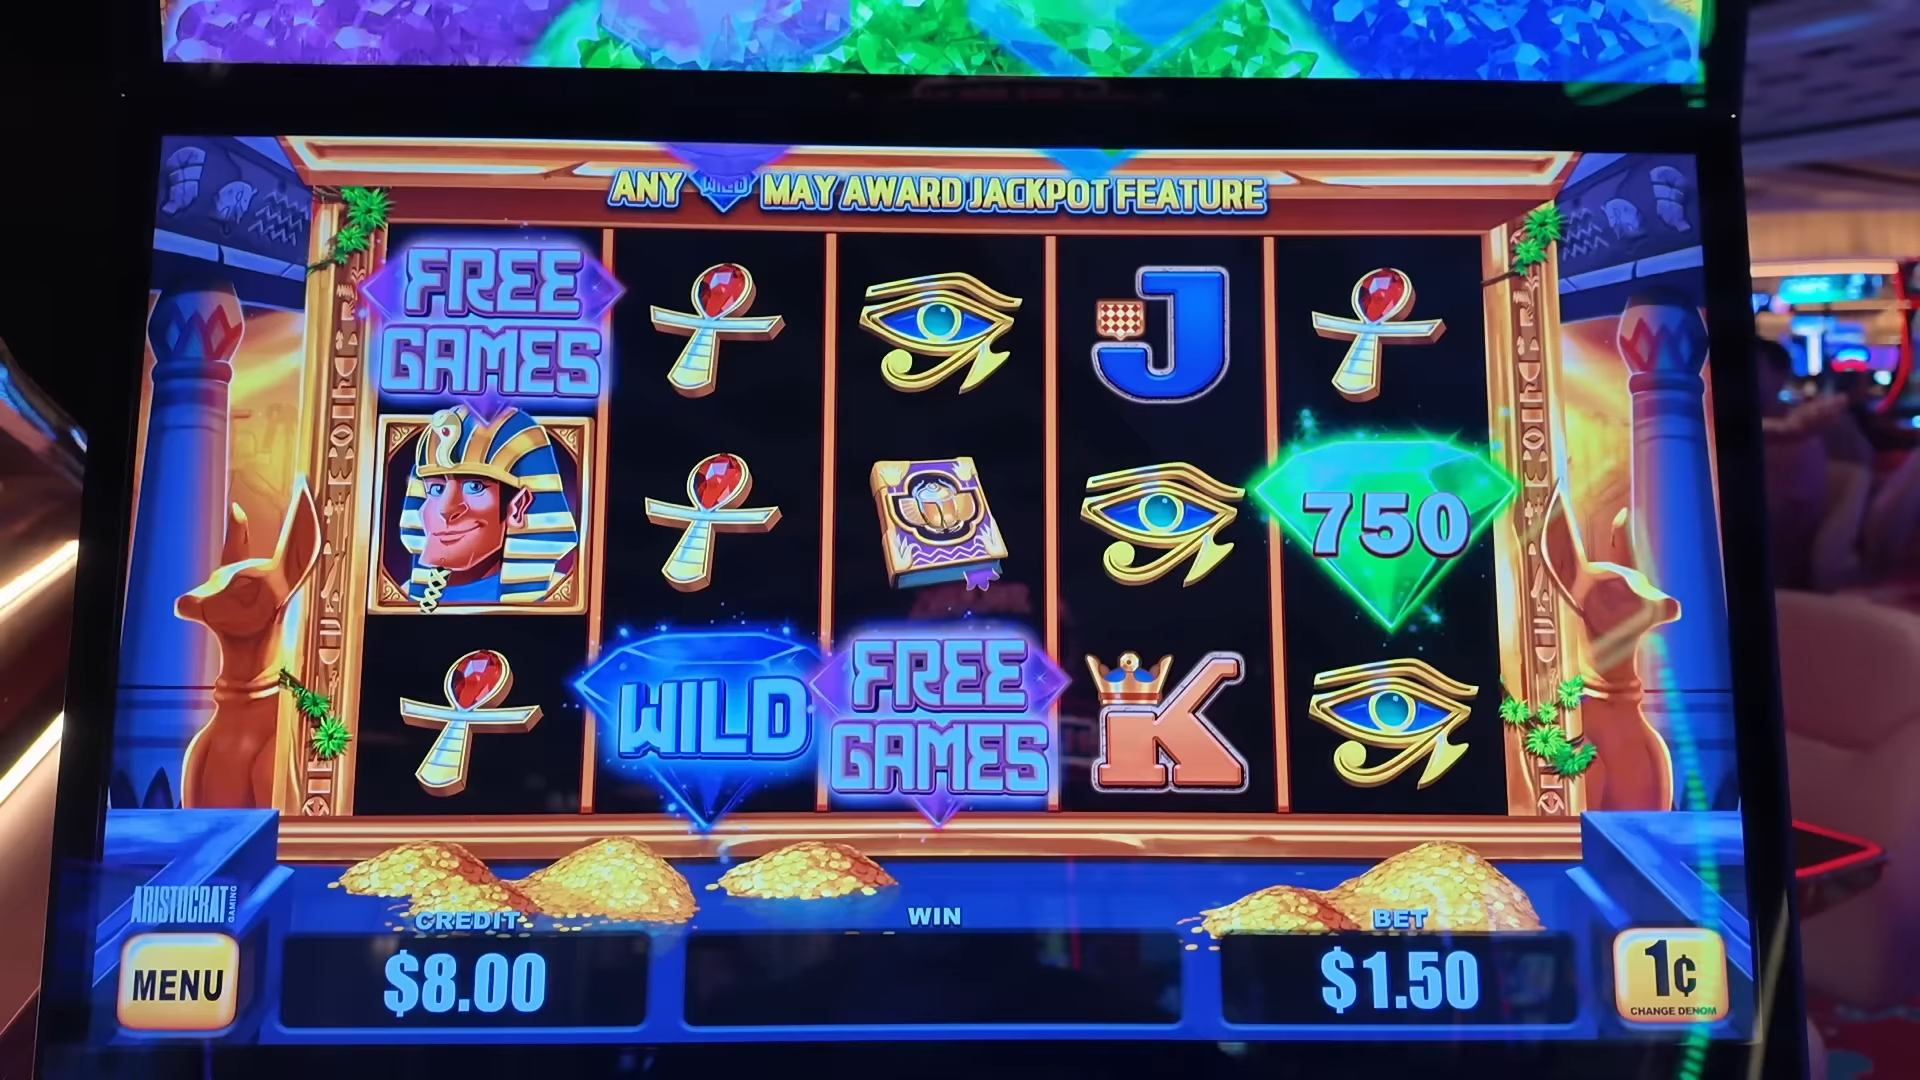 ANY WILD MAY AWARD JACKPOT FEATURE
FREE
GAMES
J
750
WILD
FREE
GAMES
K
ARISTOCRAT GAMING
CREDIT
WIN
BET
MENU
$8.00
$1.50
1¢
CHANGE DENOM